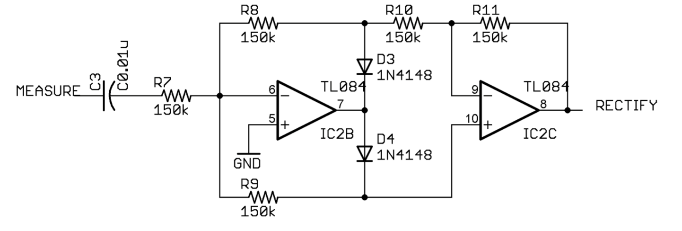 R8
150k
R10
150k
R11
150k
C3
C0.01u
D3
1N4148
MEASURE
R7
150k
6
5
TL084
7
IC2B
9
10
TL084
8
IC2C
RECTIFY
GND
D4
1N4148
R9
150k